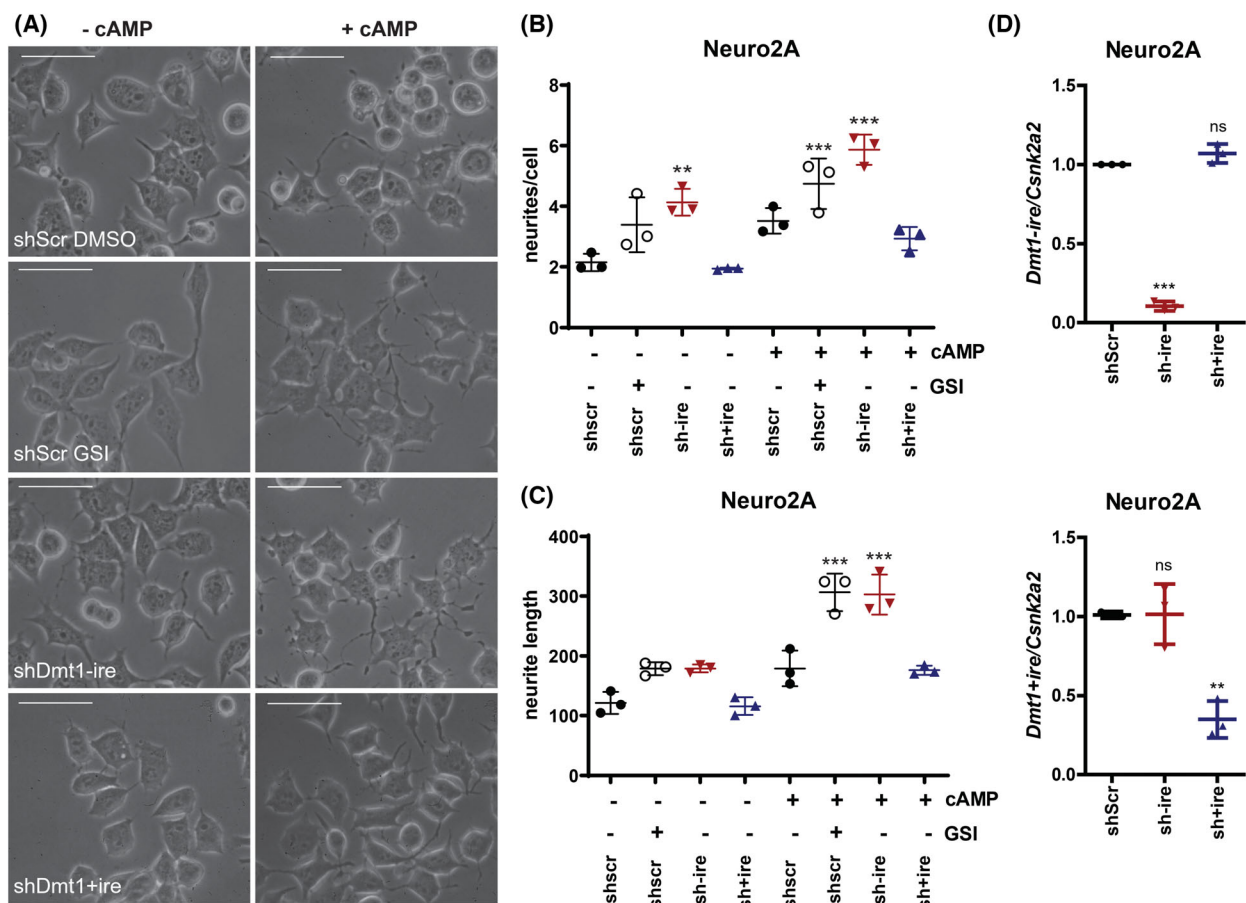 (A)
- cAMP
+ cAMP
shScr DMSO
shScr GSI
shDmt1-ire
shDmt1+ire
(B)
Neuro2A
neurites/cell
8
6
4
2
0
**
***
***
- - - - + + + + cAMP
- + - - - + - - GSI
shscr shscr sh-ire sh+ire shscr shscr sh-ire sh+ire
(C)
Neuro2A
neurite length
400
300
200
100
0
***
***
- - - - + + + + cAMP
- + - - - + - - GSI
shscr shscr sh-ire sh+ire shscr shscr sh-ire sh+ire
(D)
Neuro2A
Dmt1-ire/Csnk2a2
1.5
1.0
0.5
0.0
***
ns
shScr sh-ire sh+ire
Neuro2A
Dmt1+ire/Csnk2a2
1.5
1.0
0.5
0.0
ns
**
shScr sh-ire sh+ire